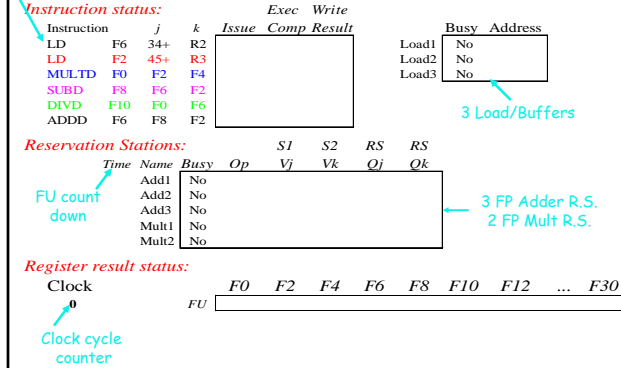 Instruction status: Exec Write
Instruction j k Issue Comp Result Busy Address
LD F6 34+ R2 Load1 No
LD F2 45+ R3 Load2 No
MULTD F0 F2 F4 Load3 No
SUBD F8 F6 F2
DIVD F10 F0 F6
ADDD F6 F8 F2
3 Load/Buffers
Reservation Stations: S1 S2 RS RS
Time Name Busy Op Vj Vk Qj Qk
Add1 No
Add2 No
Add3 No
Mult1 No
Mult2 No
FU count
down
3 FP Adder R.S.
2 FP Mult R.S.
Register result status:
Clock F0 F2 F4 F6 F8 F10 F12 ... F30
0 FU
Clock cycle
counter